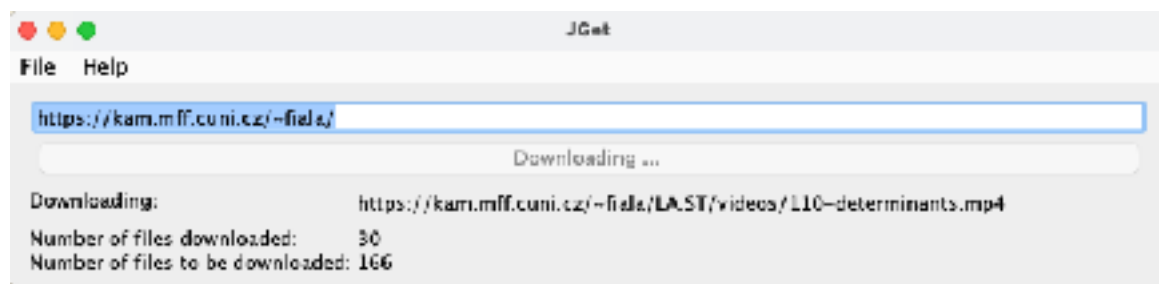 JGet
File Help
https://kam.mff.cuni.cz/~fiala/
Downloading ...
Downloading: https://kam.mff.cuni.cz/~fiala/LA.ST/videos/110-determinants.mp4
Number of files downloaded: 30
Number of files to be downloaded: 166